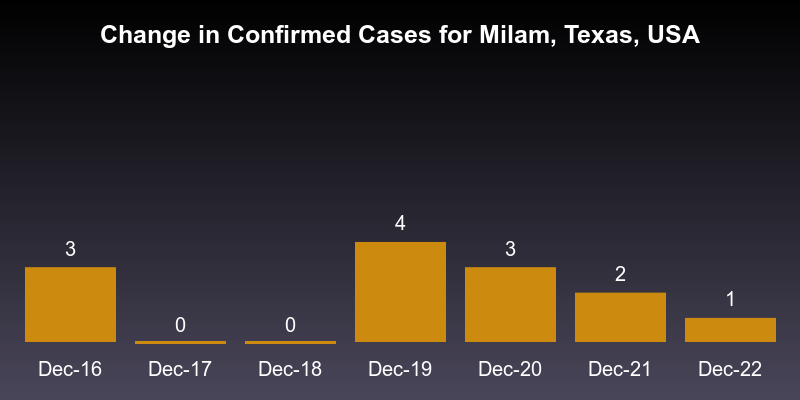 Change in Confirmed Cases for Milam, Texas, USA
3
0
0
4
3
2
1
Dec-16
Dec-17
Dec-18
Dec-19
Dec-20
Dec-21
Dec-22